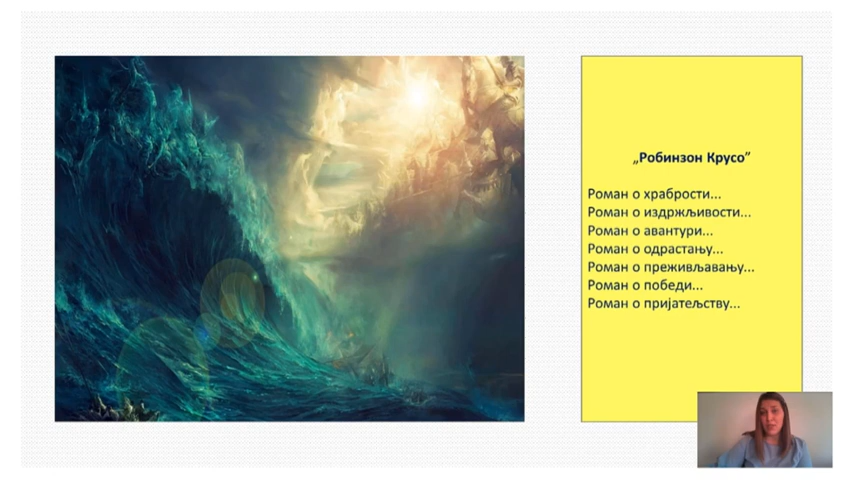 „Робинзон Крусо”
Роман о храбрости...
Роман о издржљивости...
Роман о авантури...
Роман о одрастању...
Роман о преживљавању...
Роман о победи...
Роман о пријатељству...